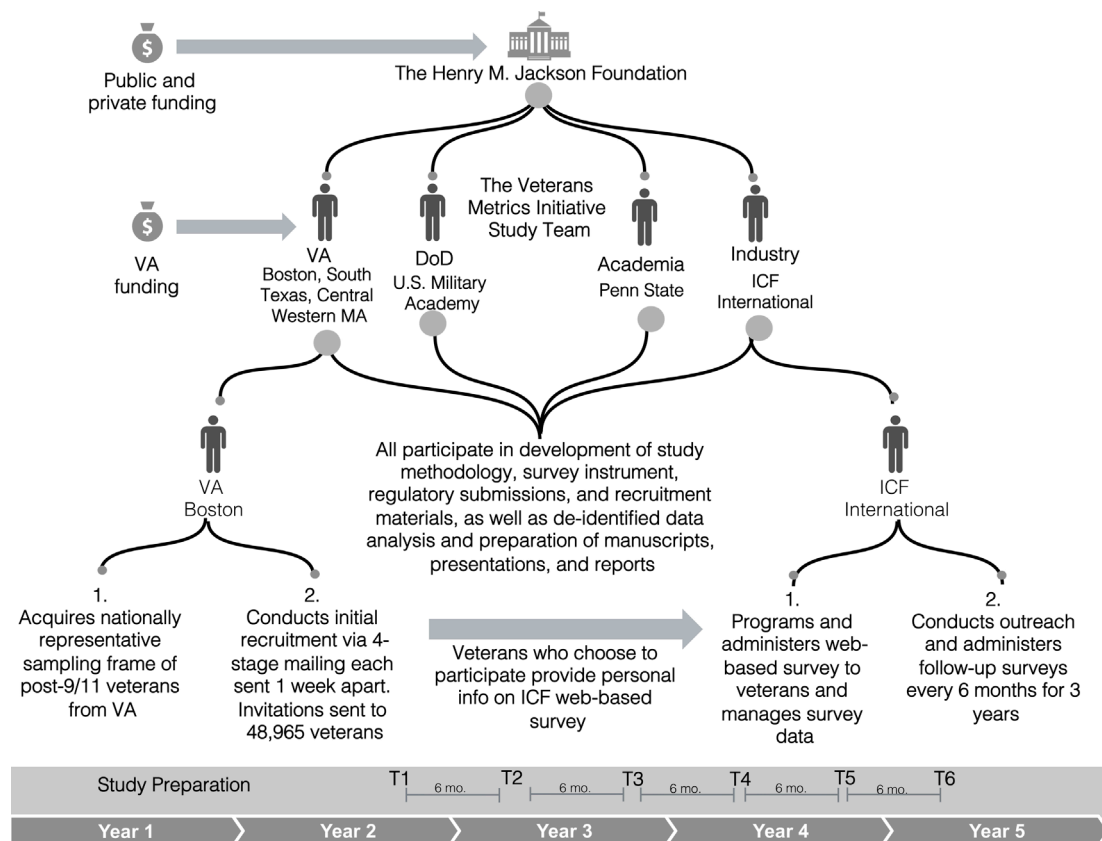 The Henry M. Jackson Foundation
$
Public and
private funding
The Veterans
Metrics Initiative
Study Team
$
VA
funding
VA
Boston, South
Texas, Central
Western MA
DoD
U.S. Military
Academy
Academia
Penn State
Industry
ICF
International
All participate in development of study
methodology, survey instrument,
regulatory submissions, and recruitment
materials, as well as de-identified data
analysis and preparation of manuscripts,
presentations, and reports
VA
Boston
ICF
International
1.
Acquires nationally
representative
sampling frame of
post-9/11 veterans
from VA
2.
Conducts initial
recruitment via 4-
stage mailing each
sent 1 week apart.
Invitations sent to
48,965 veterans
Veterans who choose to
participate provide personal
info on ICF web-based
survey
1.
Programs and
administers web-
based survey to
veterans and
manages survey
data
2.
Conducts outreach
and administers
follow-up surveys
every 6 months for 3
years
Study Preparation
T1
6 mo.
T2
6 mo.
T3
6 mo.
T4
6 mo.
T5
6 mo.
T6
Year 1
Year 2
Year 3
Year 4
Year 5